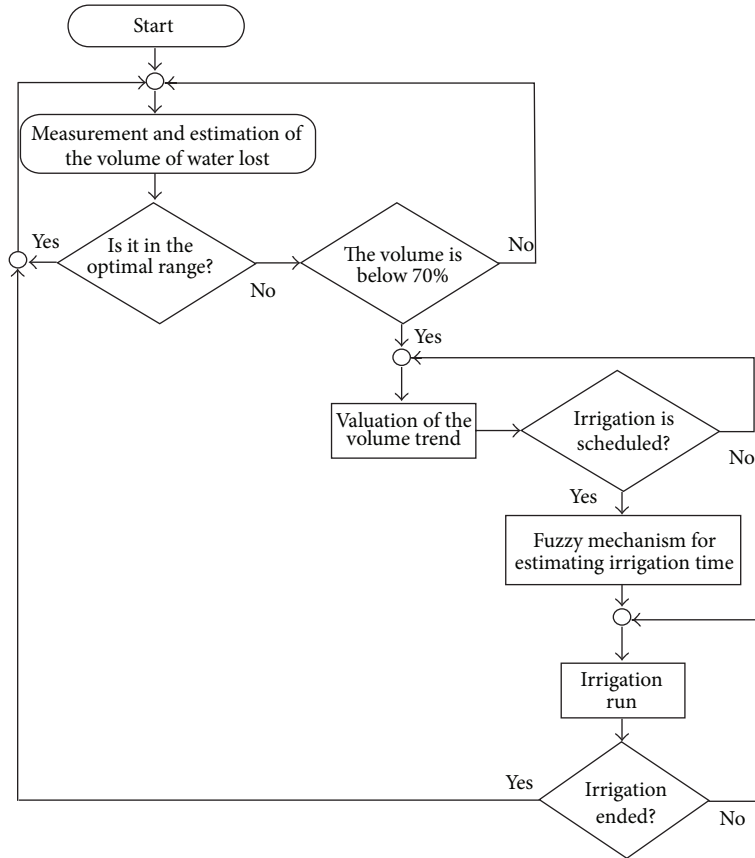 Start
Measurement and estimation of
the volume of water lost
Yes
Is it in the
optimal range?
No
The volume is
below 70%
No
Yes
Valuation of the
volume trend
Irrigation is
scheduled?
No
Yes
Fuzzy mechanism for
estimating irrigation time
Irrigation
run
Yes
Irrigation
ended?
No